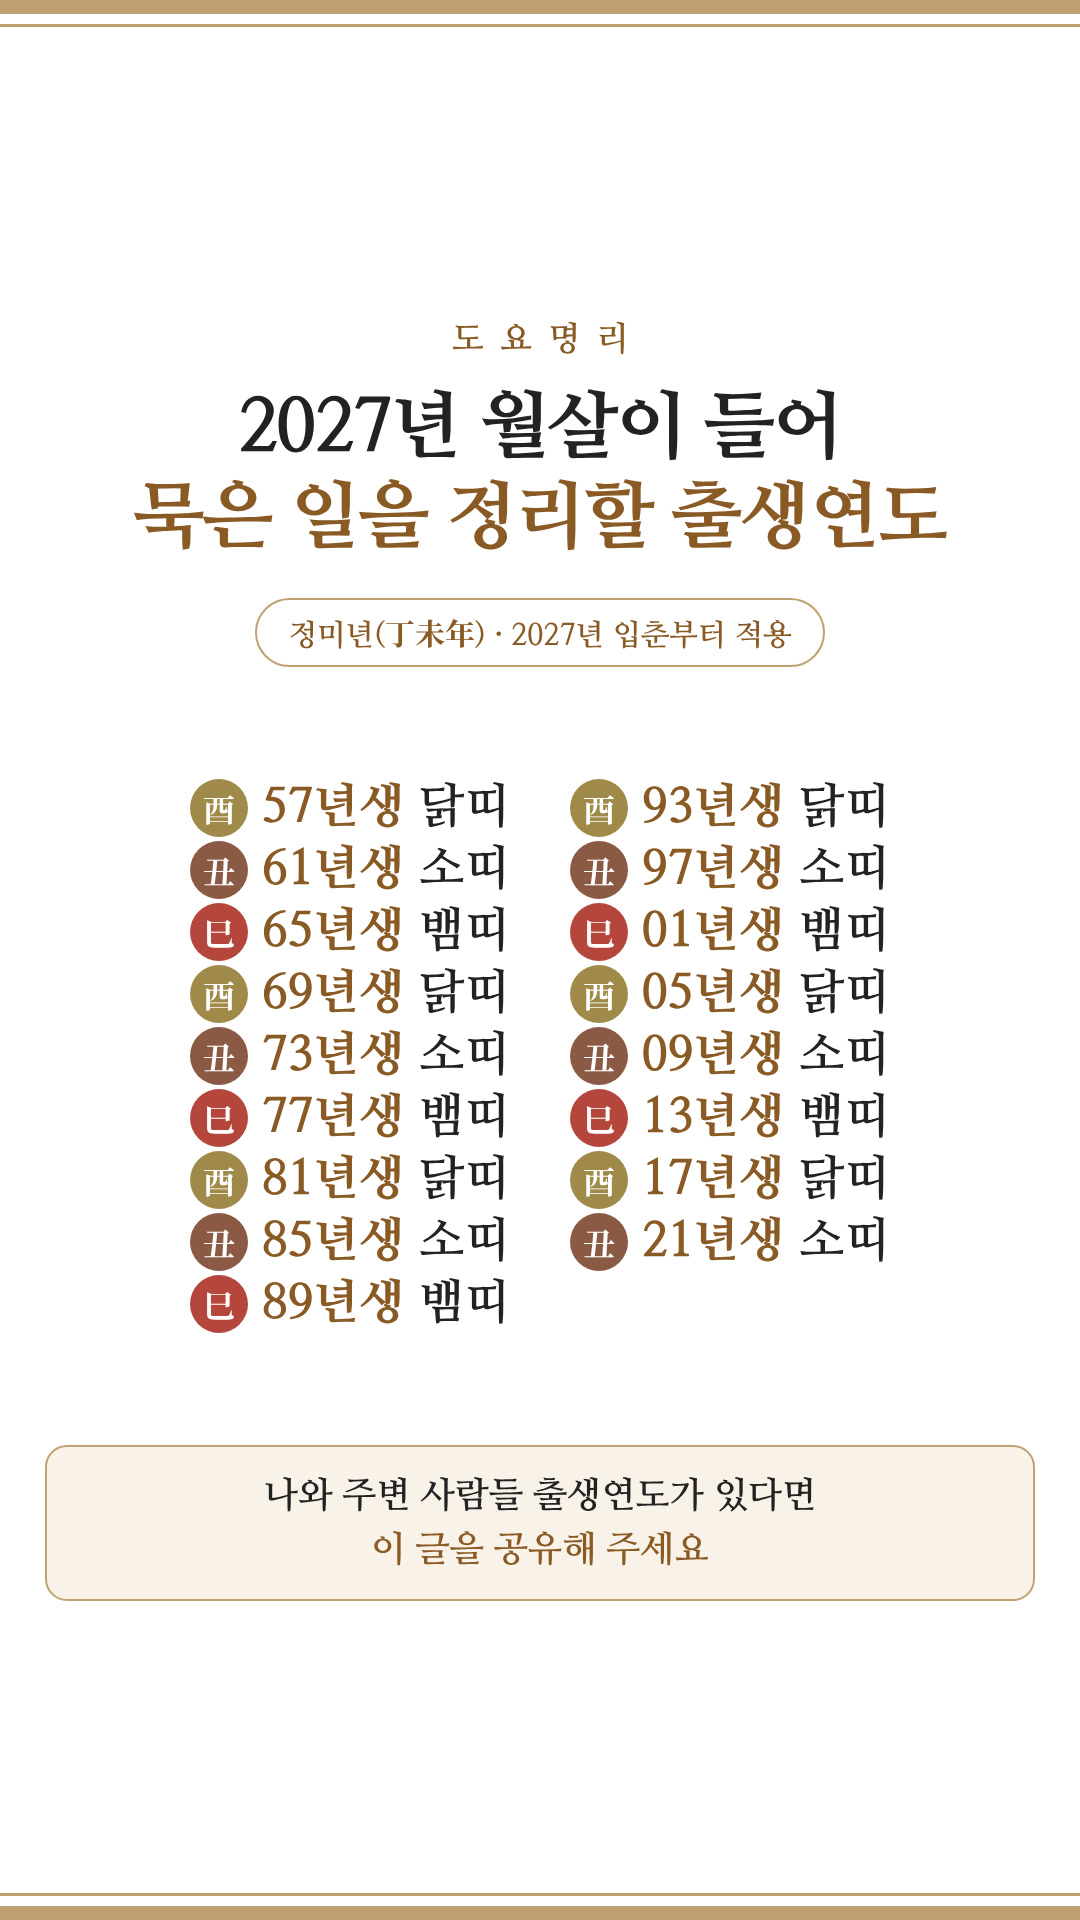 도요명리
2027년 월살이 들어
묵은 일을 정리할 출생연도
정미년(丁未年) · 2027년 입춘부터 적용
酉 57년생 닭띠
丑 61년생 소띠
巳 65년생 뱀띠
酉 69년생 닭띠
丑 73년생 소띠
巳 77년생 뱀띠
酉 81년생 닭띠
丑 85년생 소띠
巳 89년생 뱀띠
酉 93년생 닭띠
丑 97년생 소띠
巳 01년생 뱀띠
酉 05년생 닭띠
丑 09년생 소띠
巳 13년생 뱀띠
酉 17년생 닭띠
丑 21년생 소띠
나와 주변 사람들 출생연도가 있다면
이 글을 공유해 주세요